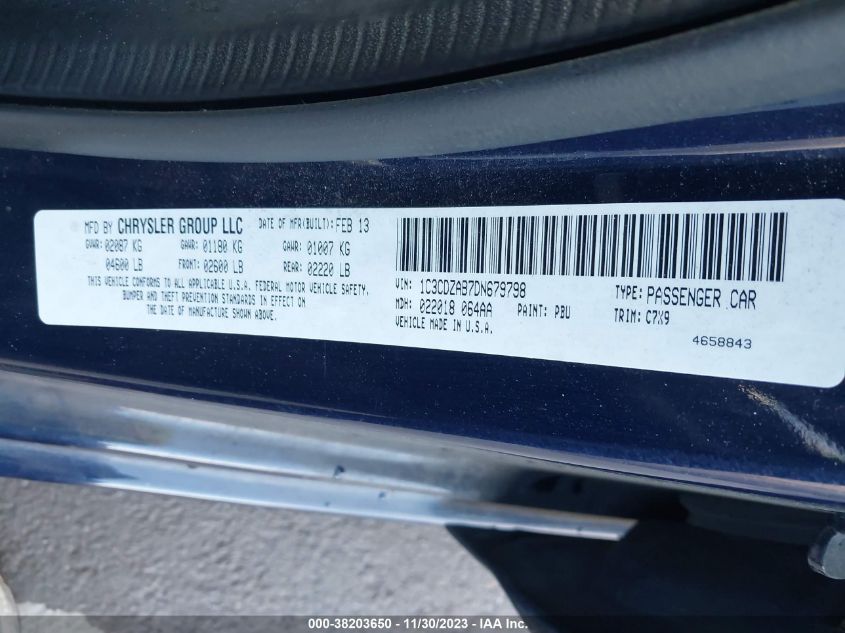 MFD BY CHRYSLER GROUP LLC DATE OF MFR(BUILT): FEB 13
GVWR: 02087 KG GAWR: 01180 KG GAWR: 01007 KG
04600 LB FRONT: 02600 LB REAR: 02220 LB
THIS VEHICLE CONFORMS TO ALL APPLICABLE U.S.A. FEDERAL MOTOR VEHICLE SAFETY,
BUMPER AND THEFT PREVENTION STANDARDS IN EFFECT ON
THE DATE OF MANUFACTURE SHOWN ABOVE.
VIN: 1C3CDZAB7DN679798 TYPE: PASSENGER CAR
MDH: 022018 064AA PAINT: PBU TRIM: C7X9
VEHICLE MADE IN U.S.A.
4658843
000-38203650 - 11/30/2023 - IAA Inc.